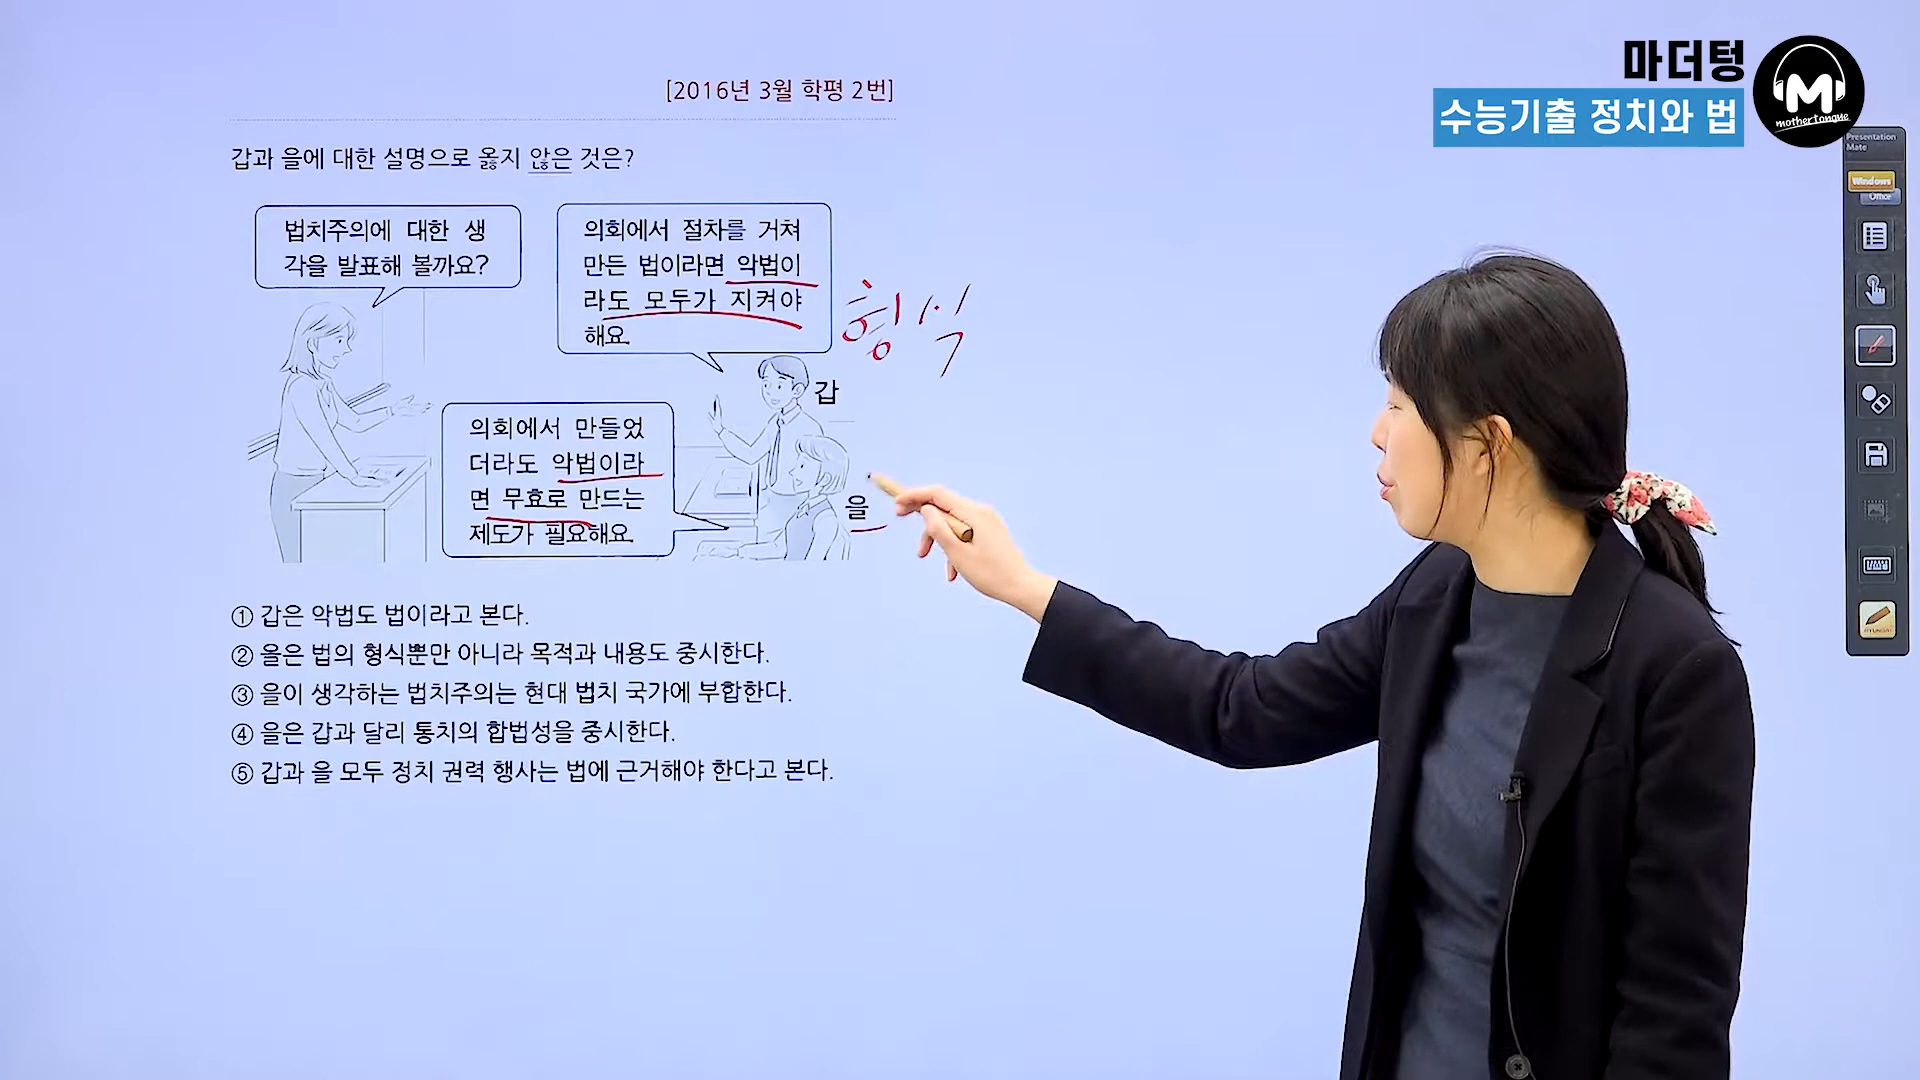 마더텅
수능기출 정치와 법
mothertongue
Presentation
Mate
Windows
Office
[2016년 3월 학평 2번]
갑과 을에 대한 설명으로 옳지 않은 것은?
법치주의에 대한 생
각을 발표해 볼까요?
의회에서 절차를 거쳐
만든 법이라면 악법이
라도 모두가 지켜야
해요.
형식
갑
의회에서 만들었
더라도 악법이라
면 무효로 만드는
제도가 필요해요.
을
① 갑은 악법도 법이라고 본다.
② 을은 법의 형식뿐만 아니라 목적과 내용도 중시한다.
③ 을이 생각하는 법치주의는 현대 법치 국가에 부합한다.
④ 을은 갑과 달리 통치의 합법성을 중시한다.
⑤ 갑과 을 모두 정치 권력 행사는 법에 근거해야 한다고 본다.